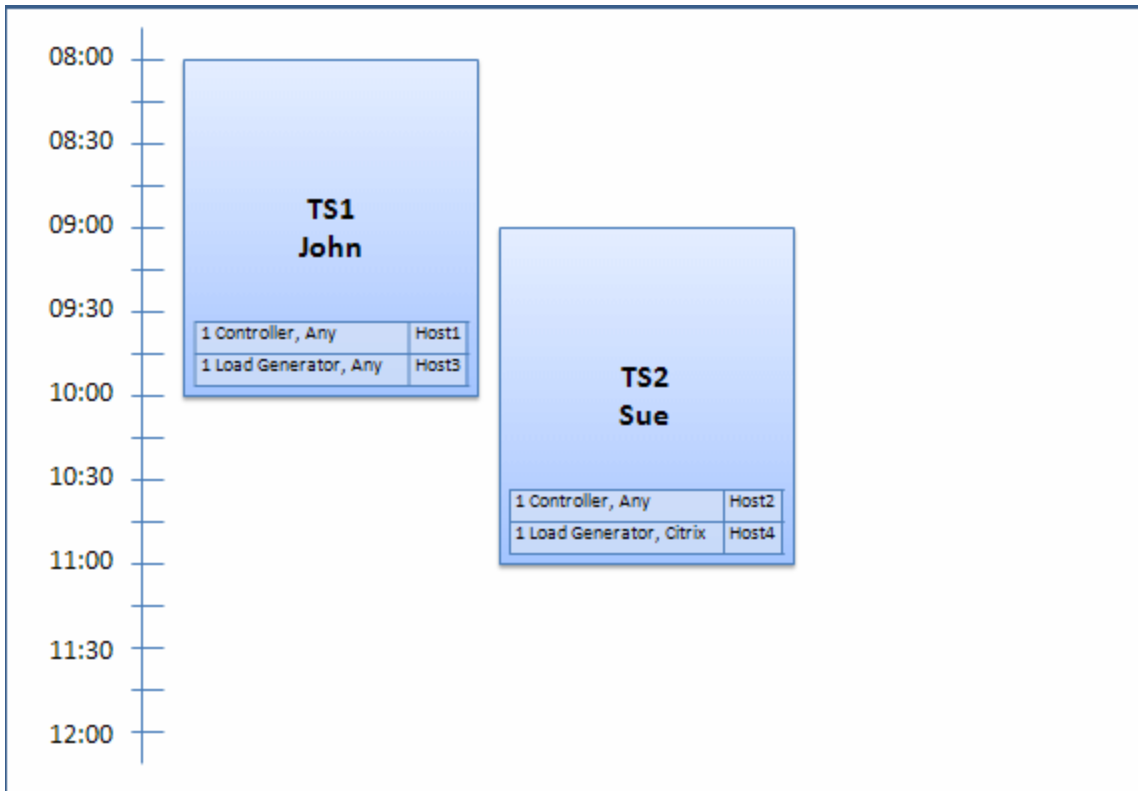 08:00
08:30
09:00
09:30
10:00
10:30
11:00
11:30
12:00
TS1
John
1 Controller, Any Host1
1 Load Generator, Any Host3
TS2
Sue
1 Controller, Any Host2
1 Load Generator, Citrix Host4